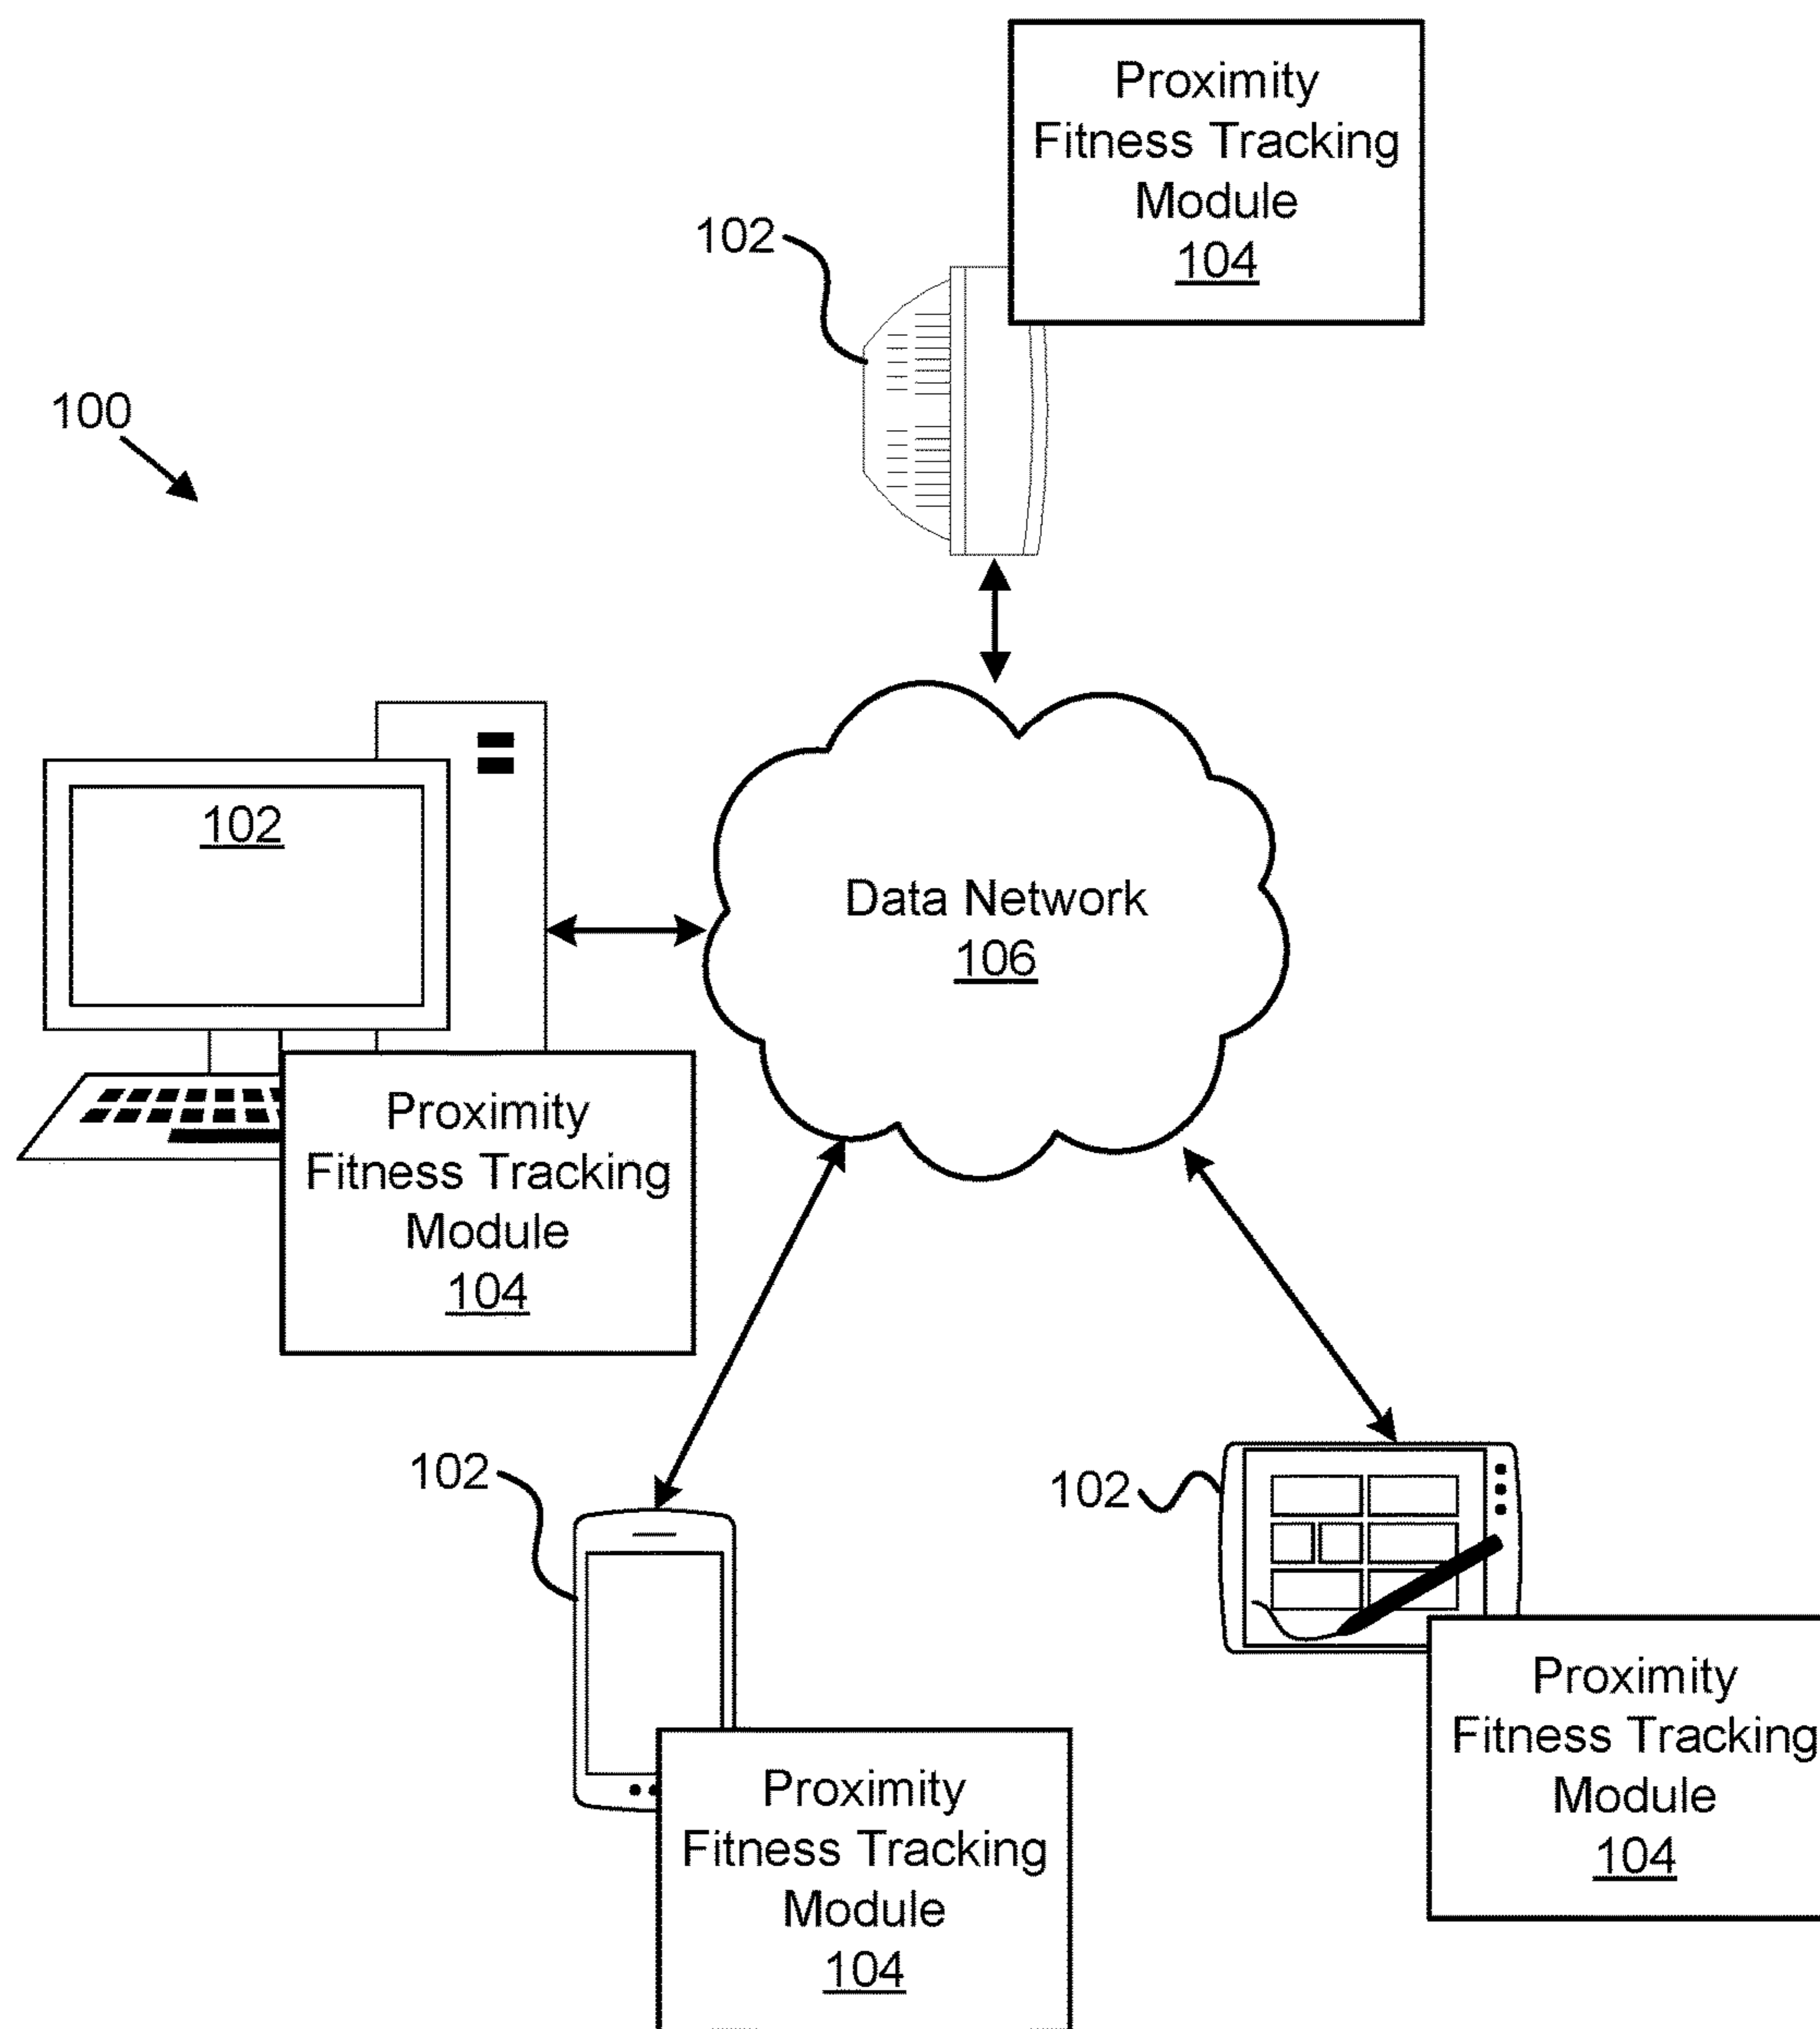 Proximity
Fitness Tracking
Module
104
102
100
102
Data Network
106
Proximity
Fitness Tracking
Module
104
102
102
Proximity
Fitness Tracking
Module
104
Proximity
Fitness Tracking
Module
104